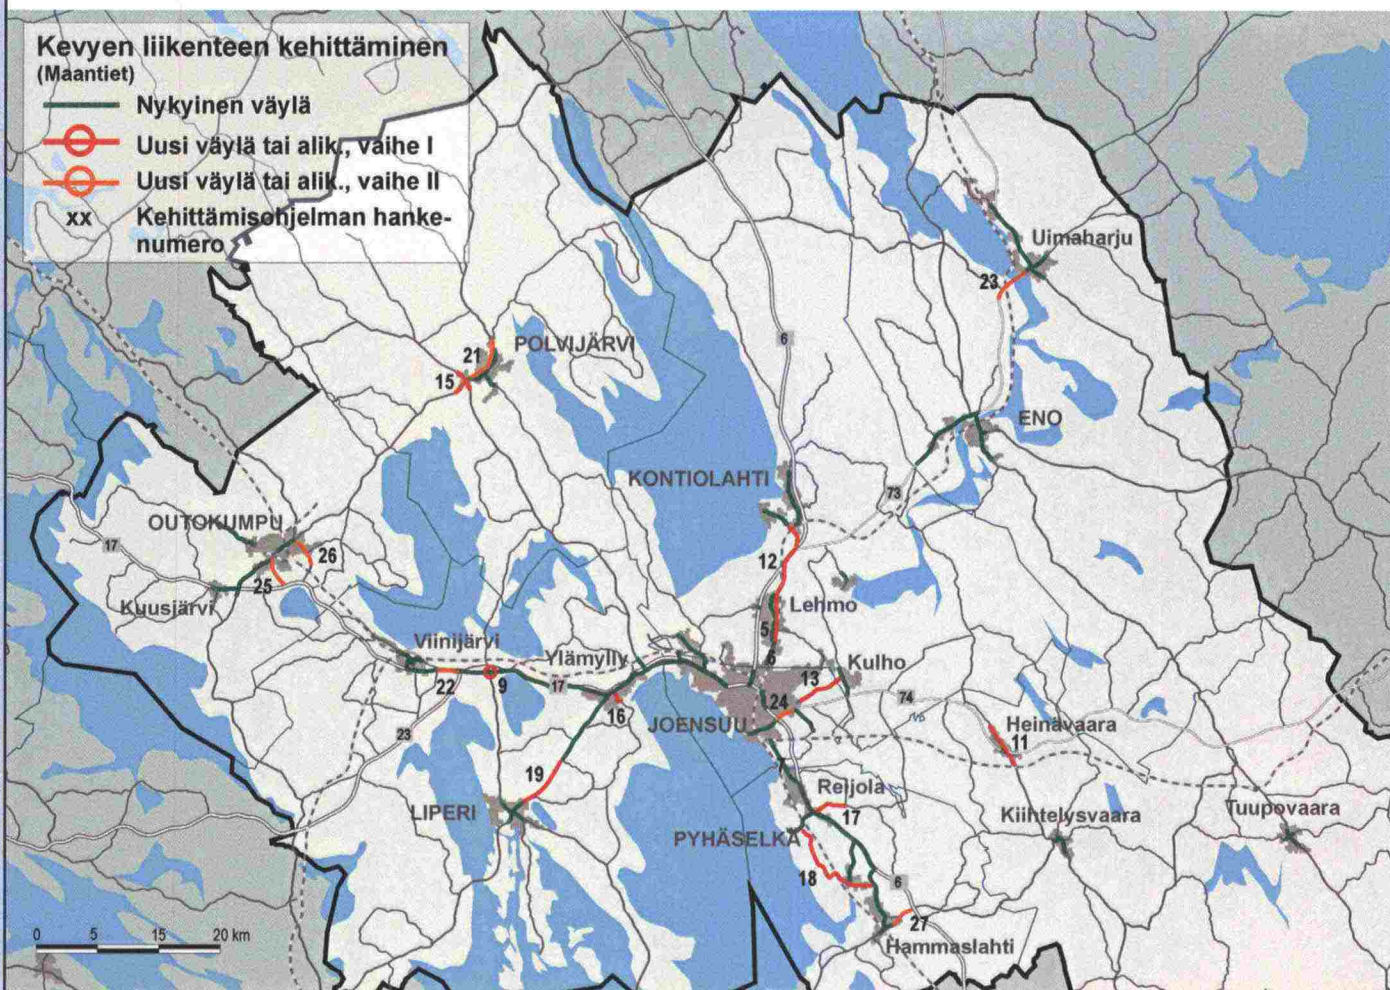 Kevyen liikenteen kehittäminen
(Maantiet)
Nykyinen väylä
Uusi väylä tai alik., vaihe I
Uusi väylä tai alik., vaihe II
xx Kehittämisohjelman hanke-
numero
Uimaharju
23
6
POLVIJÄRVI
21
15
ENO
KONTIOLAHTI
73
OUTOKUMPU
17
26
12
25
Kuusjärvi
Lehmo
5
Viinijärvi
Ylämylly
6
Kulho
22
9
17
13
74
16
24
JOENSUU
Heinävaara
11
23
19
Reijola
LIPERI
17
Kiihtelysvaara
Tuupovaara
PYHÄSELKÄ
18
6
27
Hammaslahti
0 5 15 20 km